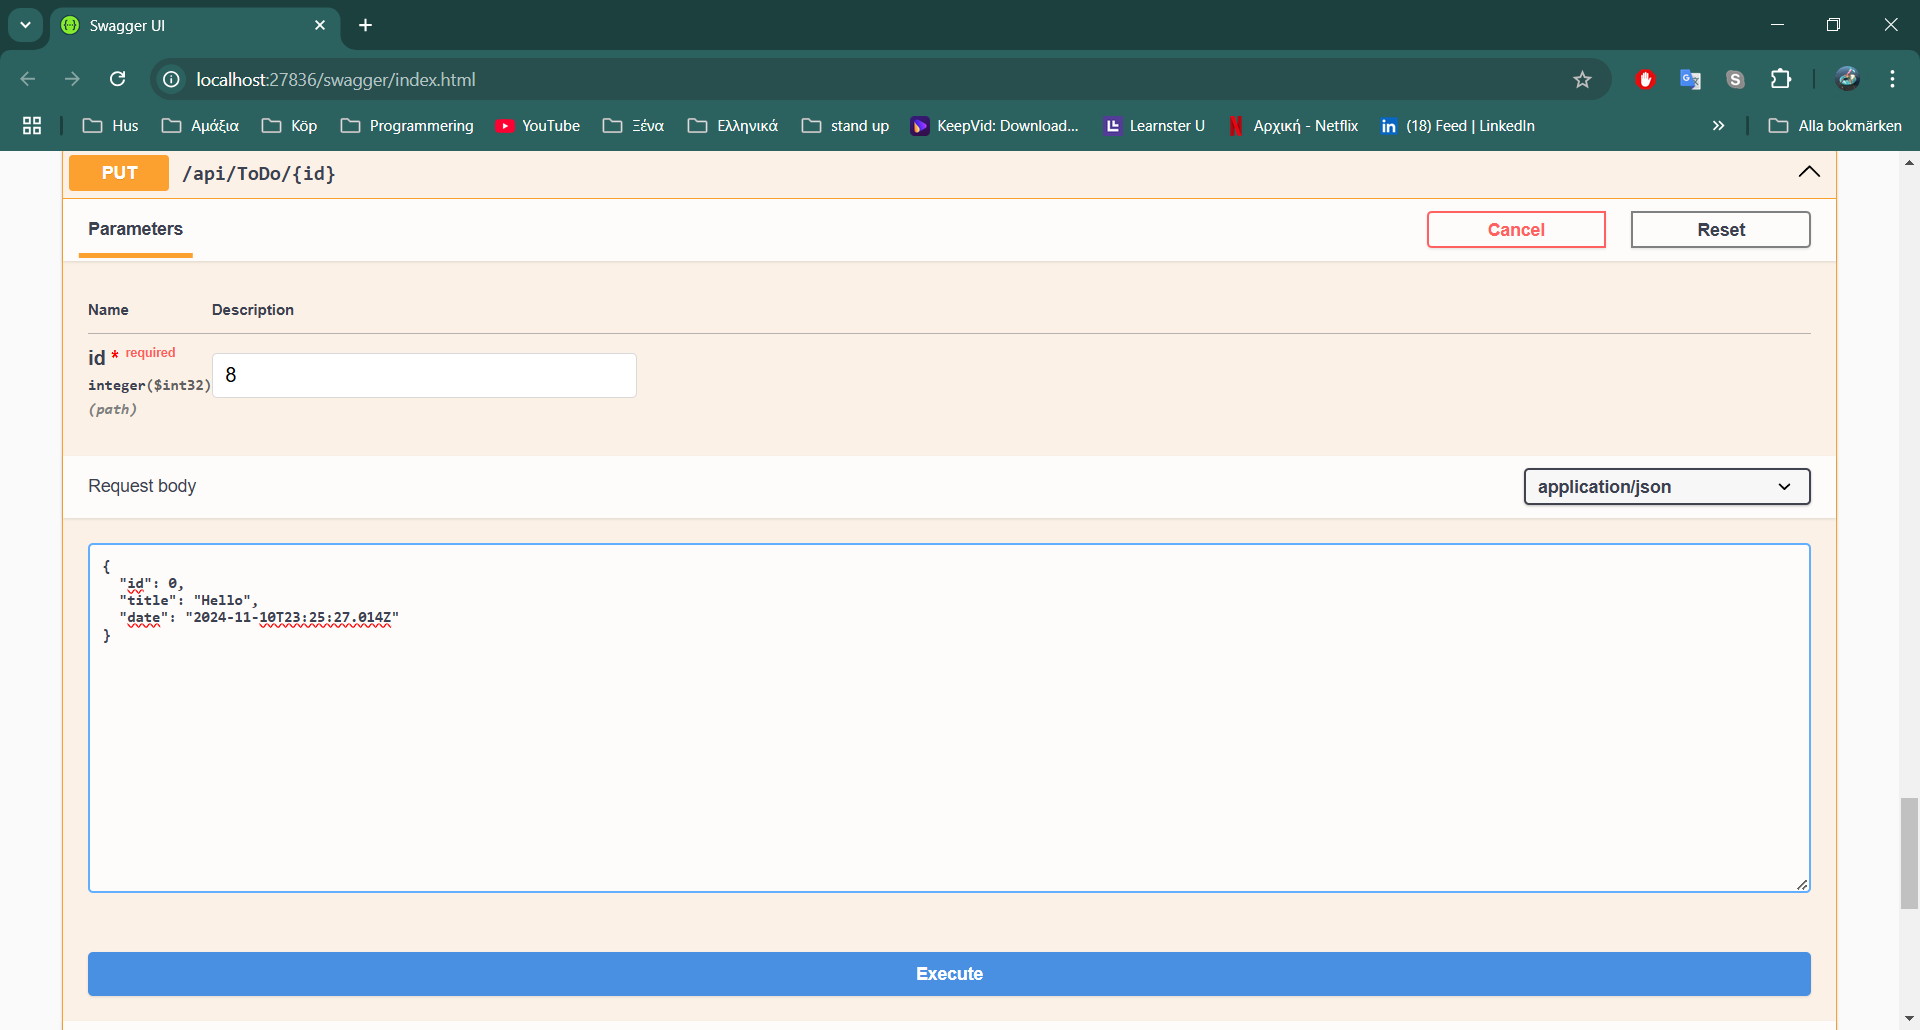 Swagger UI
localhost:27836/swagger/index.html
Hus Αμάξια Köp Programmering YouTube Ξένα Ελληνικά stand up KeepVid: Download... Learnster U Αρχική - Netflix (18) Feed | LinkedIn » Alla bokmärken
PUT /api/ToDo/{id}
Parameters Cancel Reset
Name Description
id * required
integer($int32) 8
(path)
Request body application/json
{
"id": 0,
"title": "Hello",
"date": "2024-11-10T23:25:27.014Z"
}
Execute